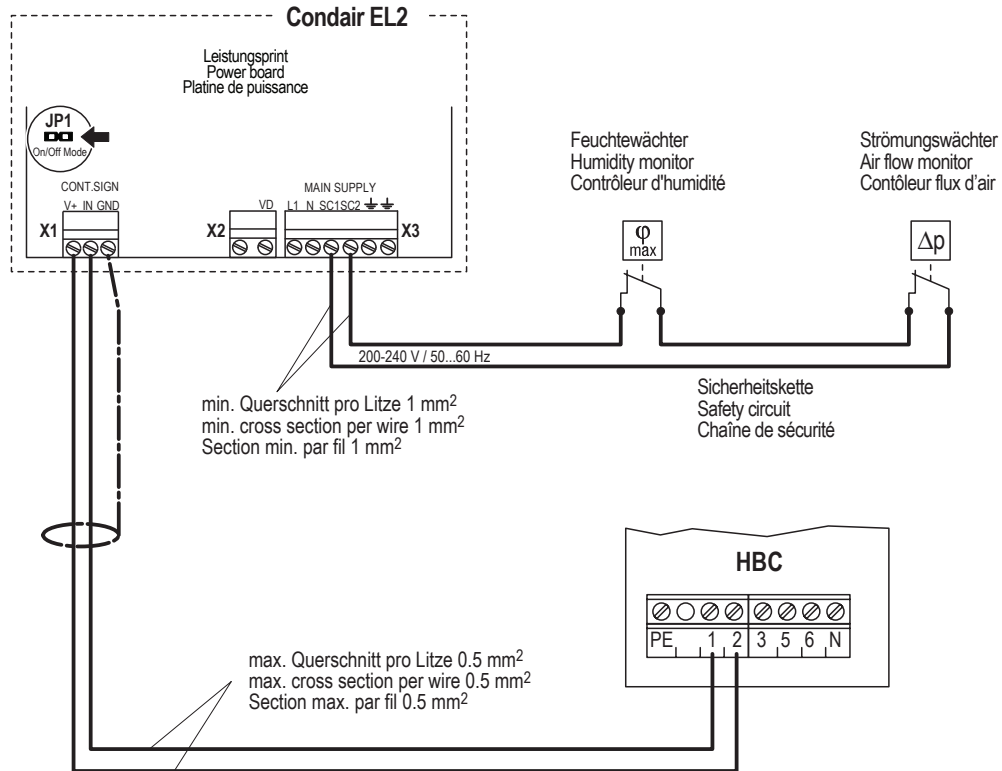 Condair EL2
Leistungsprint
Power board
Platine de puissance
JP1
On/Off Mode
CONT.SIGN
V+ IN GND
X1
VD
X2
MAIN SUPPLY
L1 N SC1 SC2
X3
Feuchtewächter
Humidity monitor
Contrôleur d'humidité
Strömungswächter
Air flow monitor
Contôleur flux d'air
φ
max
Δp
200-240 V / 50...60 Hz
min. Querschnitt pro Litze 1 mm²
min. cross section per wire 1 mm²
Section min. par fil 1 mm²
Sicherheitskette
Safety circuit
Chaîne de sécurité
HBC
PE 1 2 3 5 6 N
max. Querschnitt pro Litze 0.5 mm²
max. cross section per wire 0.5 mm²
Section max. par fil 0.5 mm²